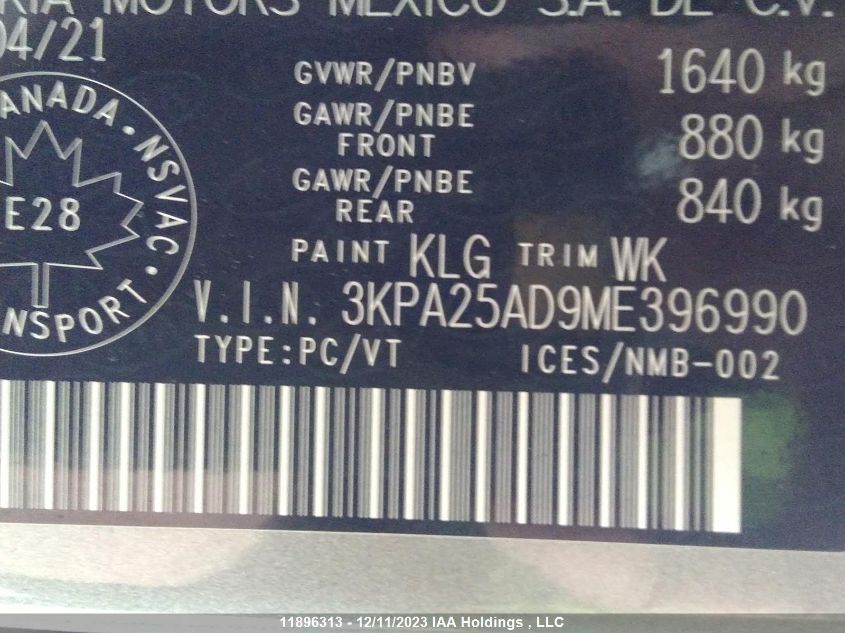 KIA MOTORS MEXICO S.A. DE C.V.
04/21
GVWR/PNBV 1640 kg
GAWR/PNBE FRONT 880 kg
GAWR/PNBE REAR 840 kg
CANADA · NSVAC · TRANSPORT
E28
PAINT KLG TRIM WK
V.I.N. 3KPA25AD9ME396990
TYPE:PC/VT ICES/NMB-002
11896313 - 12/11/2023 IAA Holdings , LLC